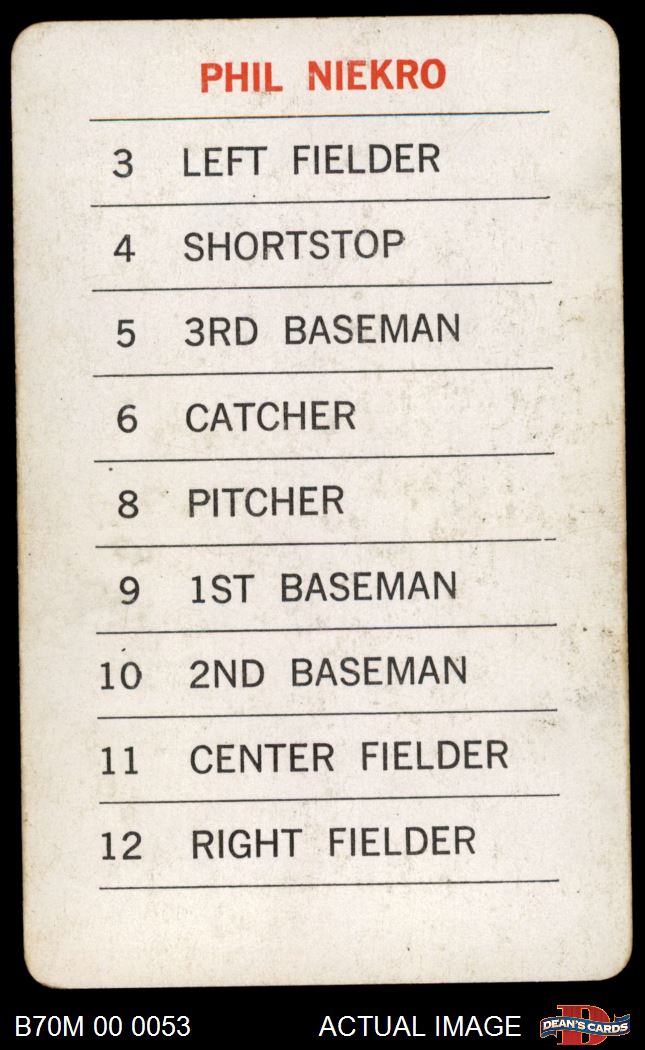 PHIL NIEKRO
3 LEFT FIELDER
4 SHORTSTOP
5 3RD BASEMAN
6 CATCHER
8 PITCHER
9 1ST BASEMAN
10 2ND BASEMAN
11 CENTER FIELDER
12 RIGHT FIELDER
B70M 00 0053 ACTUAL IMAGE D DEAN'S CARDS